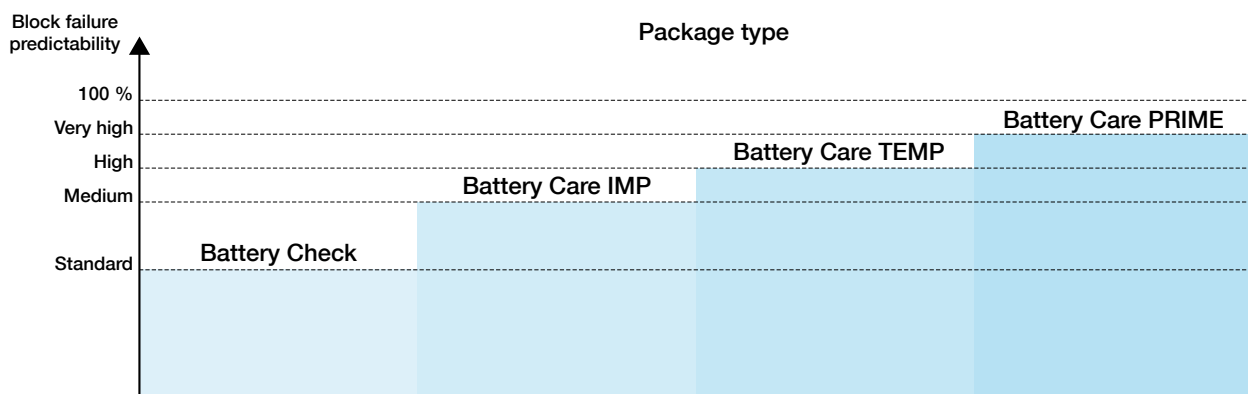 Block failure
predictability
Package type
100 %
Very high
Battery Care PRIME
High
Battery Care TEMP
Medium
Battery Care IMP
Standard
Battery Check